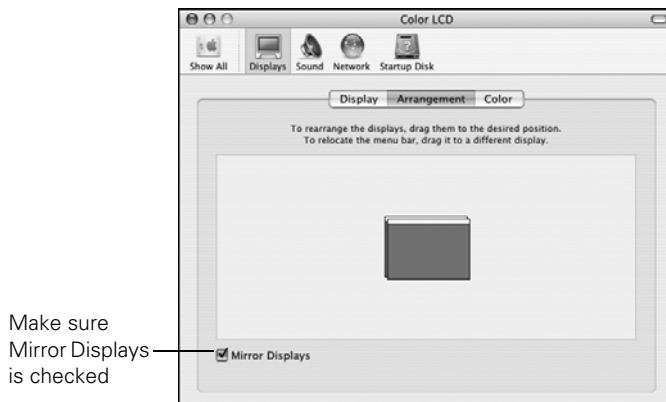 Color LCD
Show All Displays Sound Network Startup Disk
Display Arrangement Color
To rearrange the displays, drag them to the desired position.
To relocate the menu bar, drag it to a different display.
Make sure
Mirror Displays
is checked
Mirror Displays